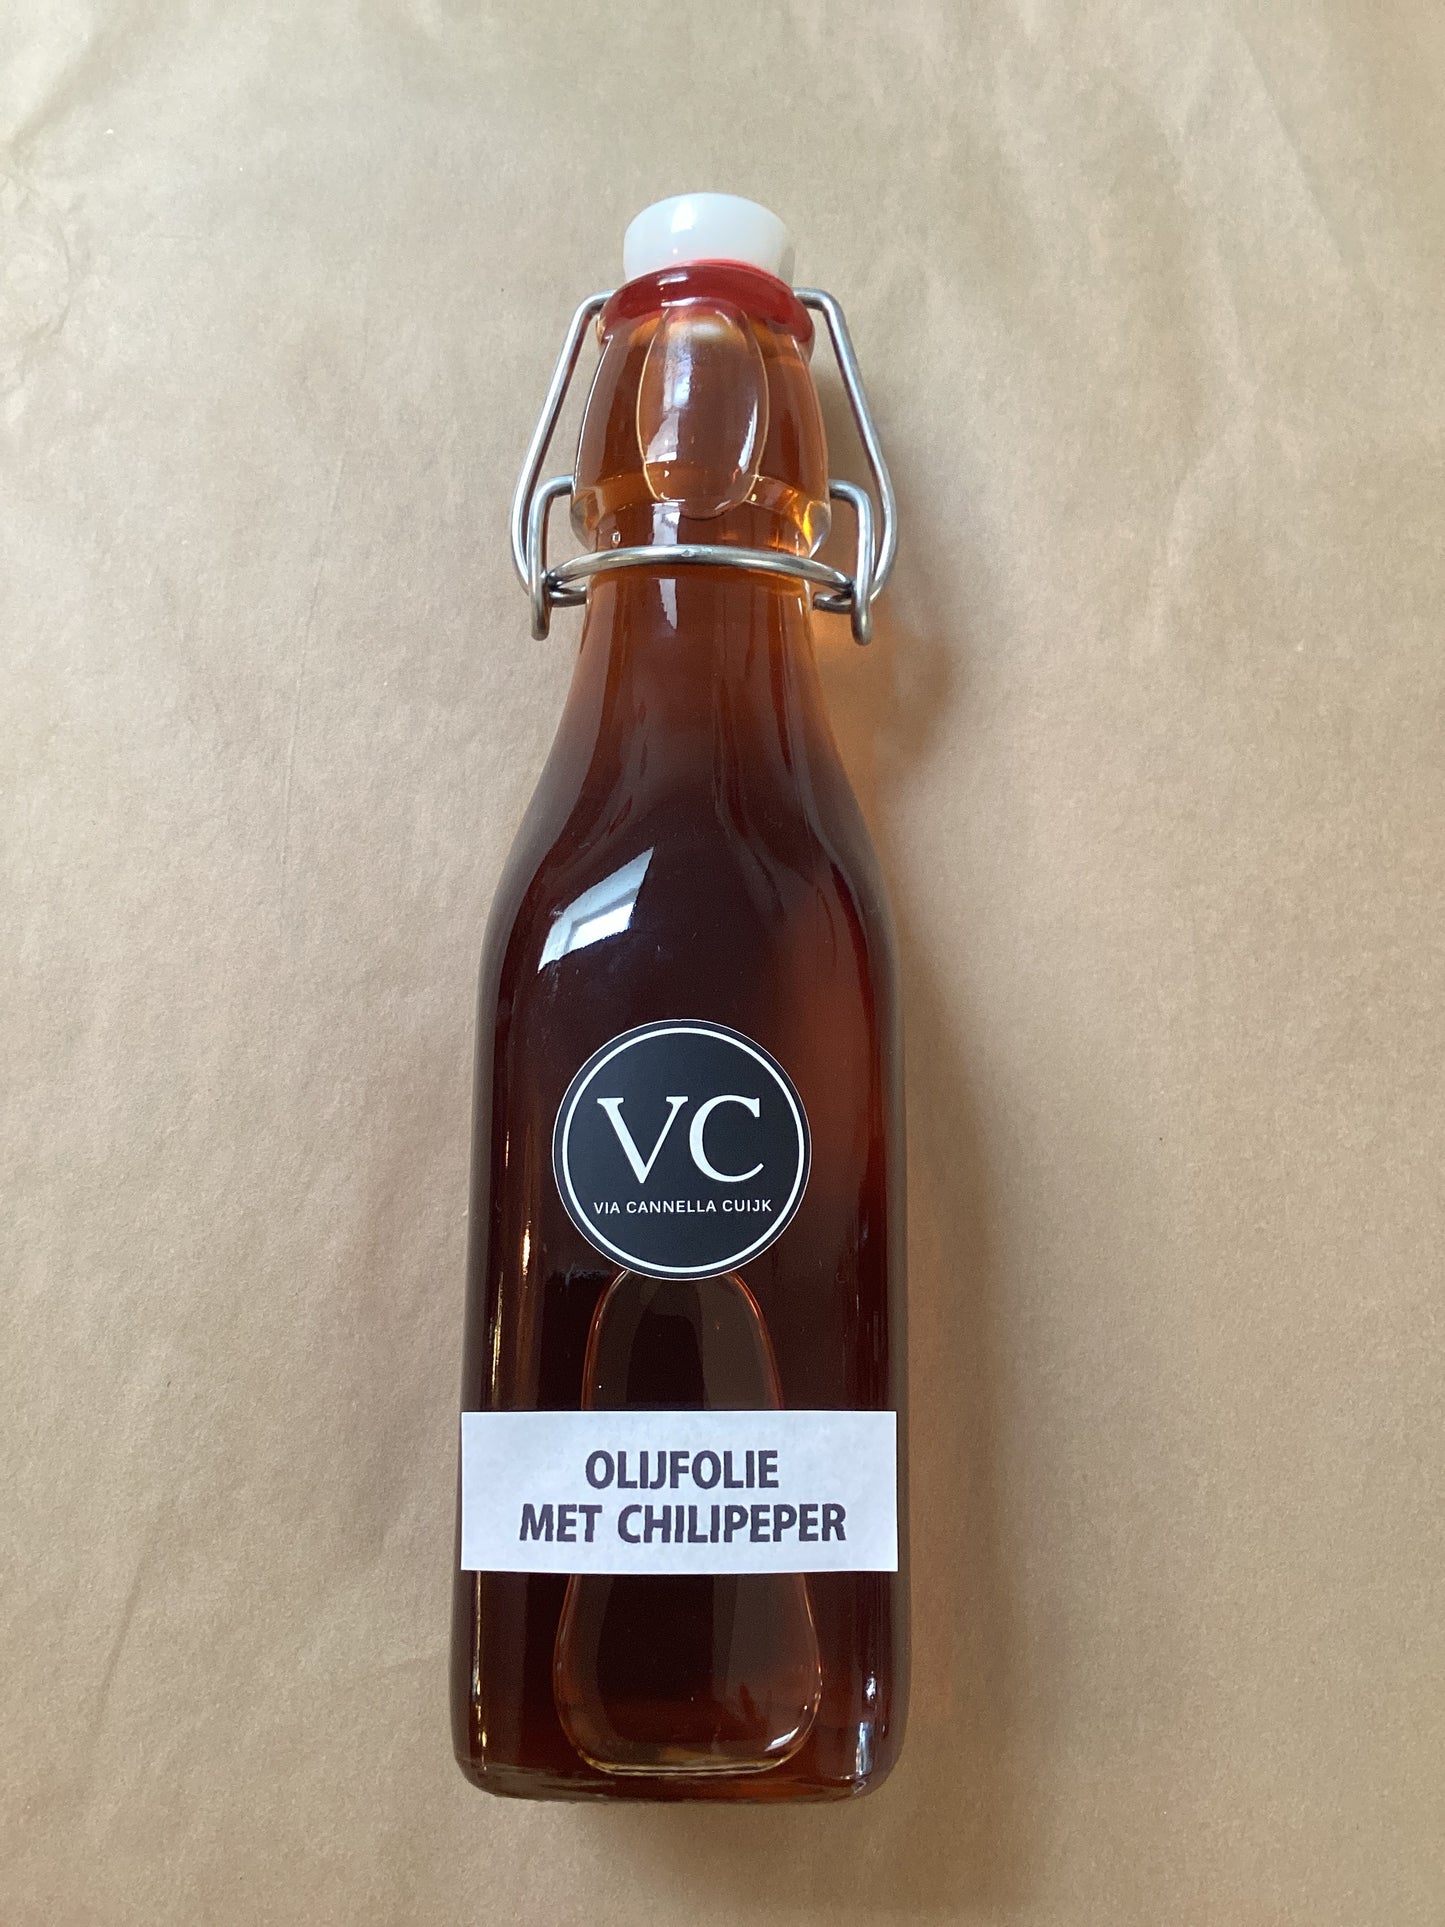 VC
VIA CANNELLA CUIJK
OLIJFOLIE
MET CHILIPEPER